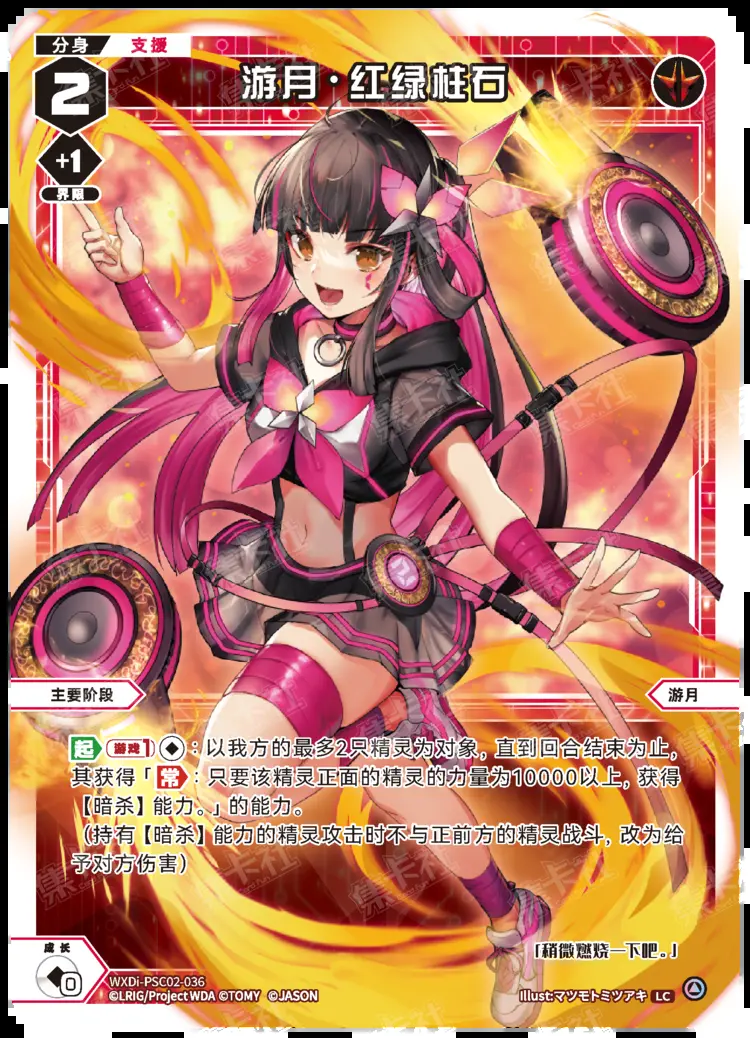 分身 支援
2
游月·红绿柱石
+1
界限
主要阶段
游月
起 游戏1 ◆：以我方的最多2只精灵为对象，直到回合结束为止，
其获得「常：只要该精灵正面的精灵的力量为10000以上，获得
【暗杀】能力。」的能力。
（持有【暗杀】能力的精灵攻击时不与正前方的精灵战斗，改为给
予对方伤害）
「稍微燃烧一下吧。」
成长
0
WXDi-PSC02-036
©LRIG/Project WDA ©TOMY ©JASON
Illust:マツモトミツアキ LC
集卡社